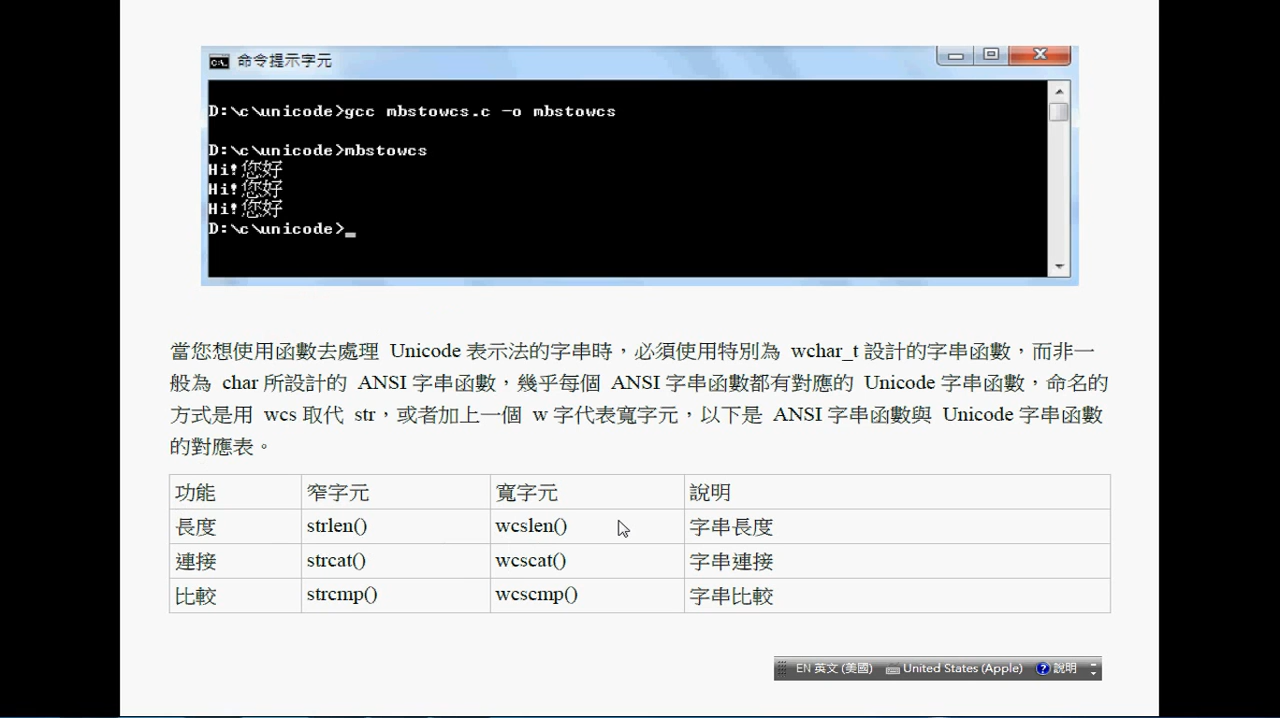 命令提示字元
D:\c\unicode>gcc mbstowcs.c -o mbstowcs
D:\c\unicode>mbstowcs
Hi!您好
Hi!您好
Hi!您好
D:\c\unicode>_
當您想使用函數去處理 Unicode 表示法的字串時，必須使用特別為 wchar_t 設計的字串函數，而非一
般為 char 所設計的 ANSI 字串函數，幾乎每個 ANSI 字串函數都有對應的 Unicode 字串函數，命名的
方式是用 wcs 取代 str，或者加上一個 w 字代表寬字元，以下是 ANSI 字串函數與 Unicode 字串函數
的對應表。
功能 窄字元 寬字元 說明
長度 strlen() wcslen() 字串長度
連接 strcat() wcscat() 字串連接
比較 strcmp() wcscmp() 字串比較
EN 英文 (美國) United States (Apple) 說明